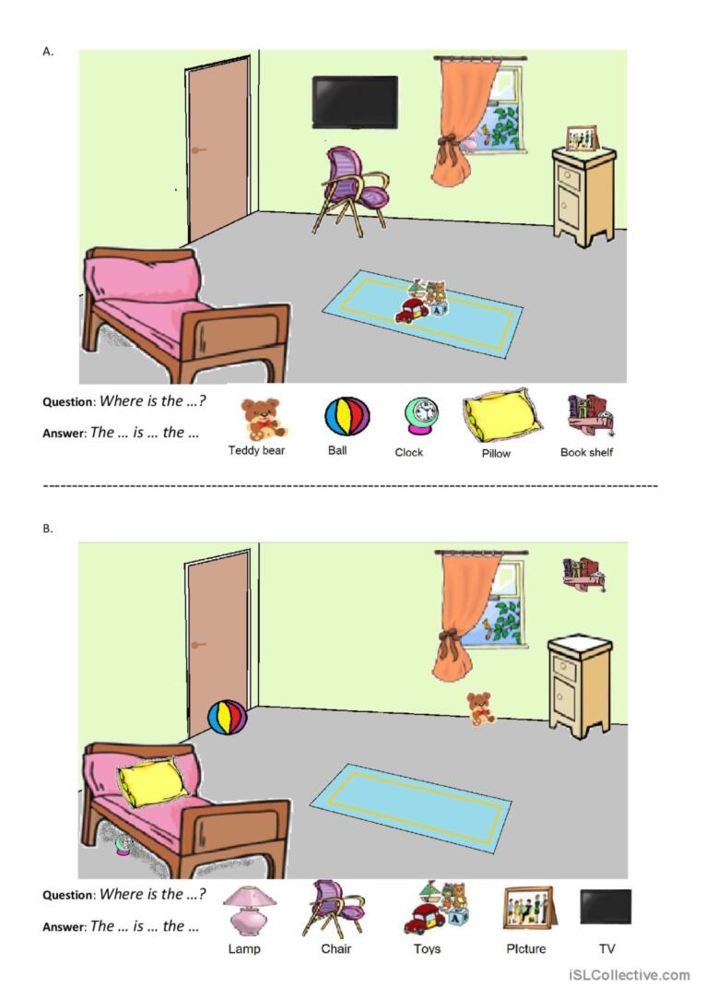 A.
Question: Where is the ...?
Answer: The ... is ... the ...
Teddy bear
Ball
Clock
Pillow
Book shelf
B.
Question: Where is the ...?
Answer: The ... is ... the ...
Lamp
Chair
Toys
PIcture
TV
iSLCollective.com